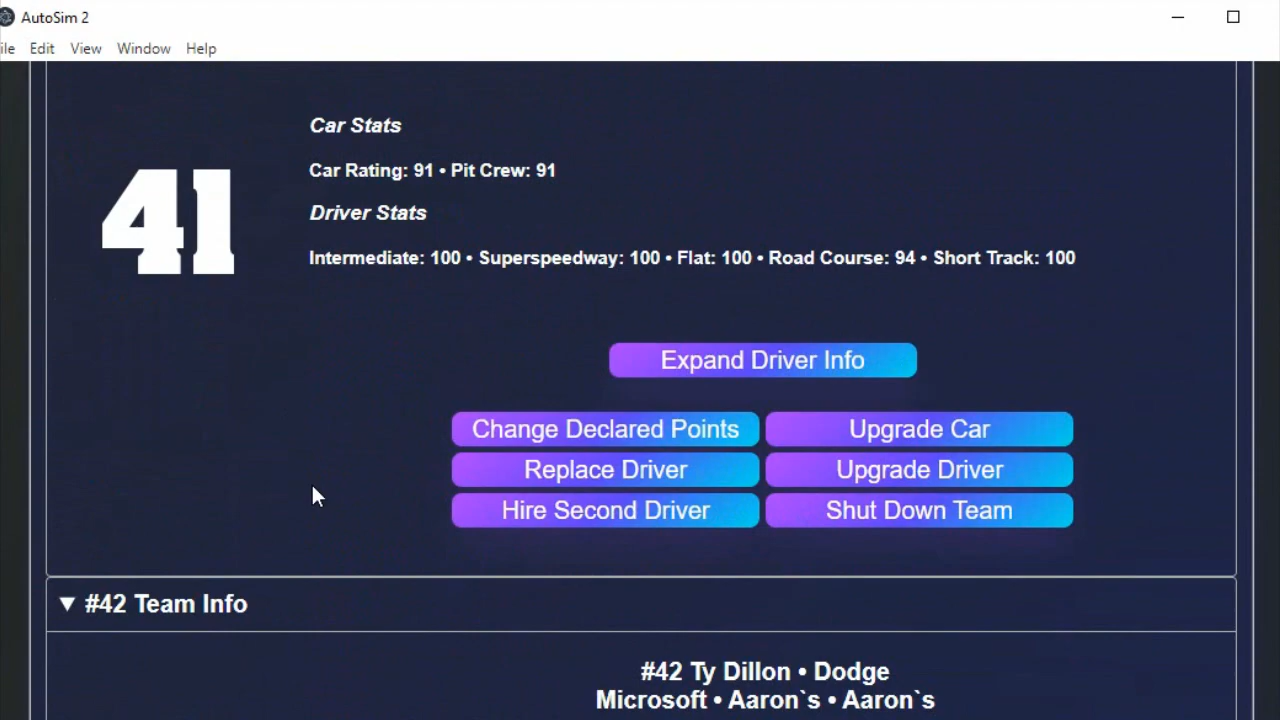 AutoSim 2
ile Edit View Window Help
Car Stats
41
Car Rating: 91 • Pit Crew: 91
Driver Stats
Intermediate: 100 • Superspeedway: 100 • Flat: 100 • Road Course: 94 • Short Track: 100
Expand Driver Info
Change Declared Points Upgrade Car
Replace Driver Upgrade Driver
Hire Second Driver Shut Down Team
#42 Team Info
#42 Ty Dillon • Dodge
Microsoft • Aaron`s • Aaron`s